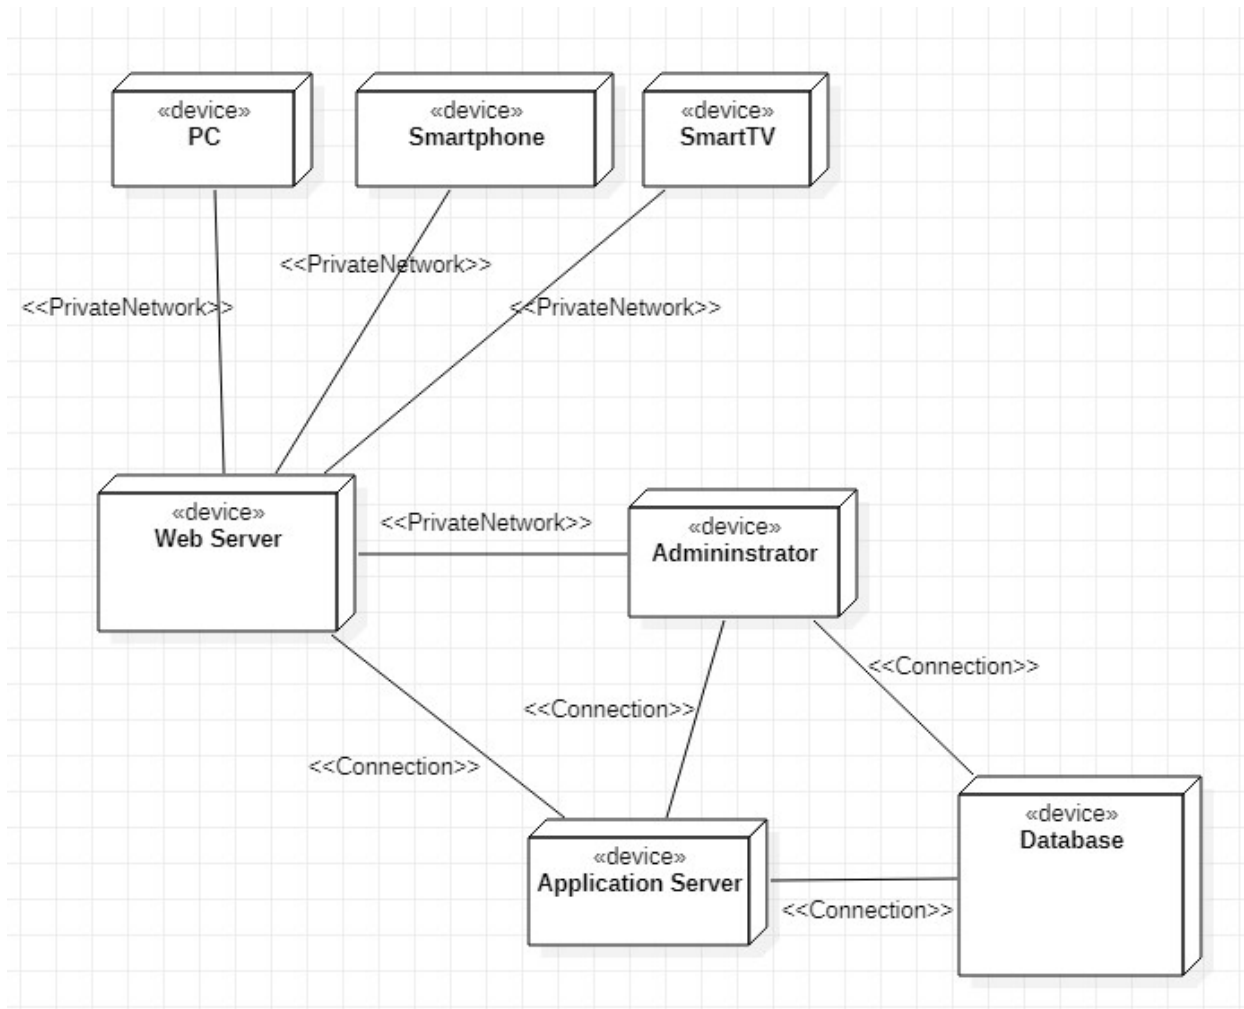 «device»
PC
«device»
Smartphone
«device»
SmartTV
<<PrivateNetwork>>
<<PrivateNetwork>>
<<PrivateNetwork>>
«device»
Web Server
<<PrivateNetwork>>
«device»
Admininstrator
<<Connection>>
<<Connection>>
<<Connection>>
«device»
Application Server
<<Connection>>
«device»
Database